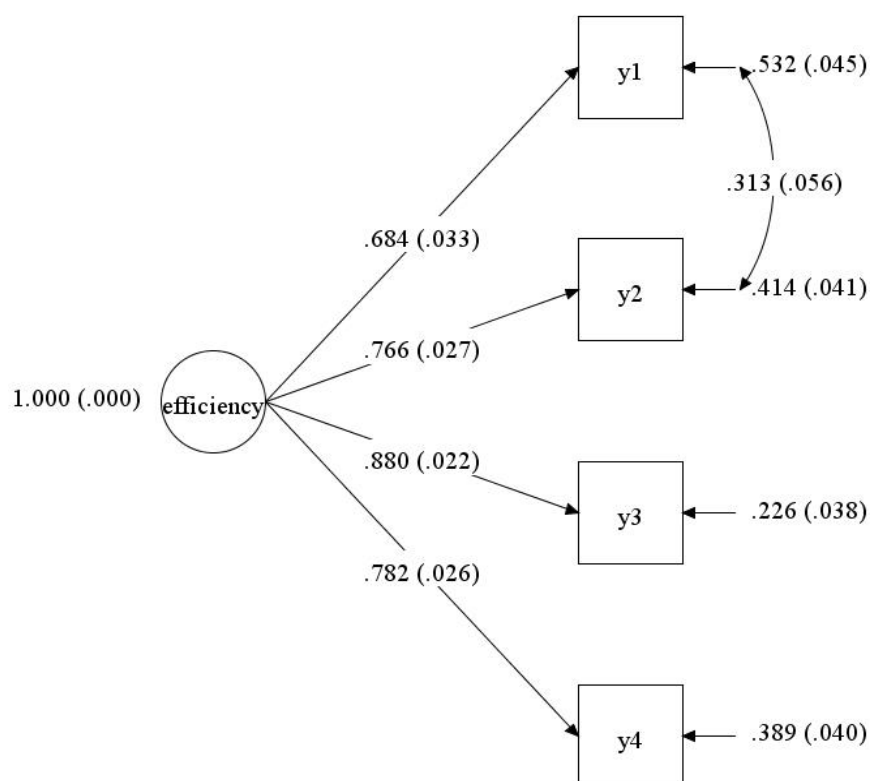 y1
.532 (.045)
.313 (.056)
.684 (.033)
y2
.414 (.041)
.766 (.027)
1.000 (.000)
efficiency
.880 (.022)
y3
.226 (.038)
.782 (.026)
y4
.389 (.040)